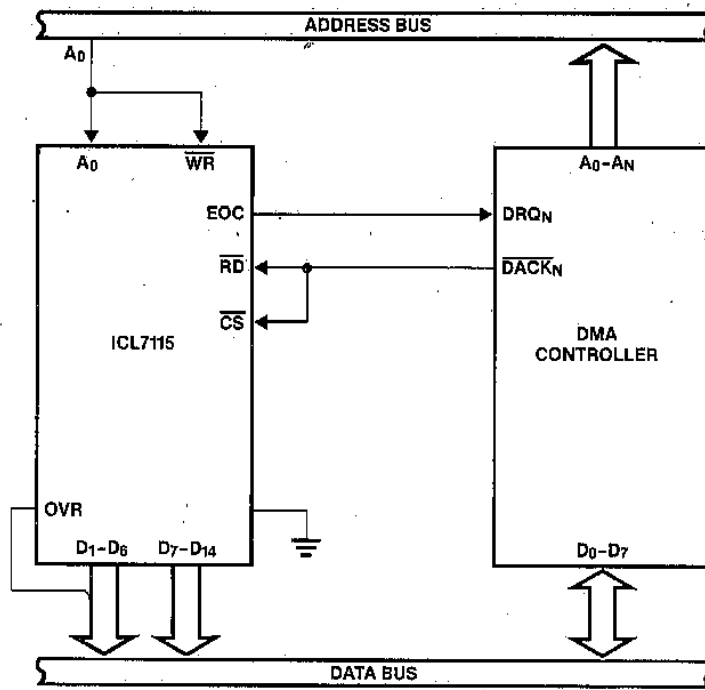 ADDRESS BUS
A0
A0
WR
A0-AN
EOC
DRQN
RD
DACKN
CS
ICL7115
DMA
CONTROLLER
OVR
D1-D6
D7-D14
D0-D7
DATA BUS